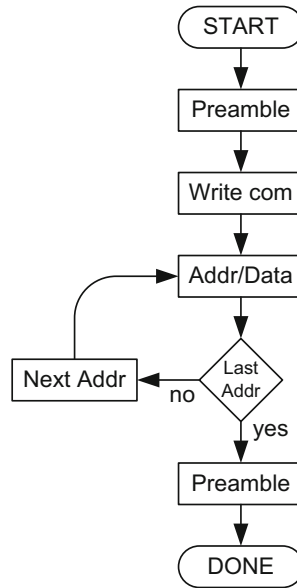 START
Preamble
Write com
Addr/Data
Last
Addr
Next Addr
no
yes
Preamble
DONE